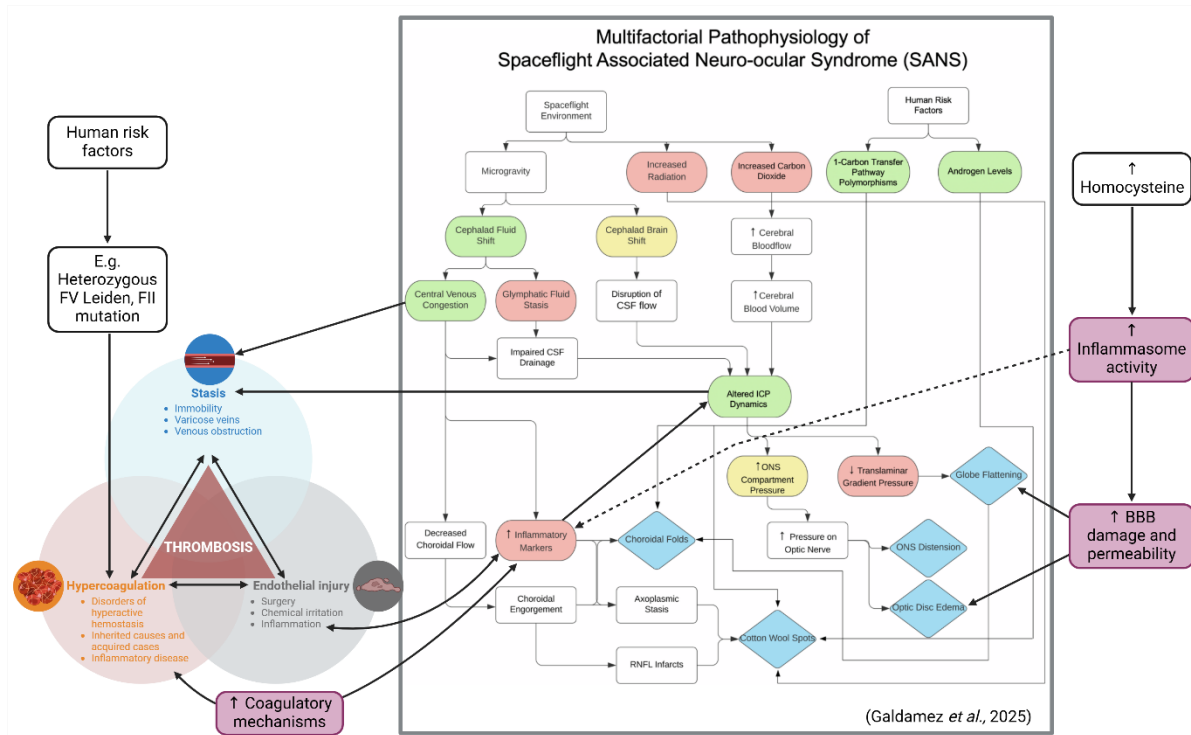 Multifactorial Pathophysiology of
Spaceflight Associated Neuro-ocular Syndrome (SANS)
Human risk
factors
E.g.
Heterozygous
FV Leiden, FII
mutation
Stasis
• Immobility
• Varicose veins
• Venous obstruction
THROMBOSIS
Hypercoagulation
• Disorders of
hyperactive
hemostasis
• Inherited causes and
acquired cases
• Inflammatory disease
Endothelial injury
• Surgery
• Chemical irritation
• Inflammation
↑ Coagulatory
mechanisms
Spaceflight
Environment
Human Risk
Factors
Microgravity
Increased
Radiation
Increased Carbon
Dioxide
1-Carbon Transfer
Pathway
Polymorphisms
Androgen Levels
Cephalad Fluid
Shift
Cephalad Brain
Shift
↑ Cerebral
Bloodflow
Central Venous
Congestion
Glymphatic Fluid
Stasis
Disruption of
CSF flow
↑ Cerebral
Blood Volume
Impaired CSF
Drainage
Altered ICP
Dynamics
↑ONS
Compartment
Pressure
↓ Translaminar
Gradient Pressure
Globe Flattening
Decreased
Choroidal Flow
↑ Inflammatory
Markers
Choroidal Folds
↑ Pressure on
Optic Nerve
ONS Distension
Choroidal
Engorgement
Axoplasmic
Stasis
Optic Disc Edema
Cotton Wool Spots
RNFL Infarcts
(Galdamez et al., 2025)
↑
Homocysteine
↑
Inflammasome
activity
↑ BBB
damage and
permeability